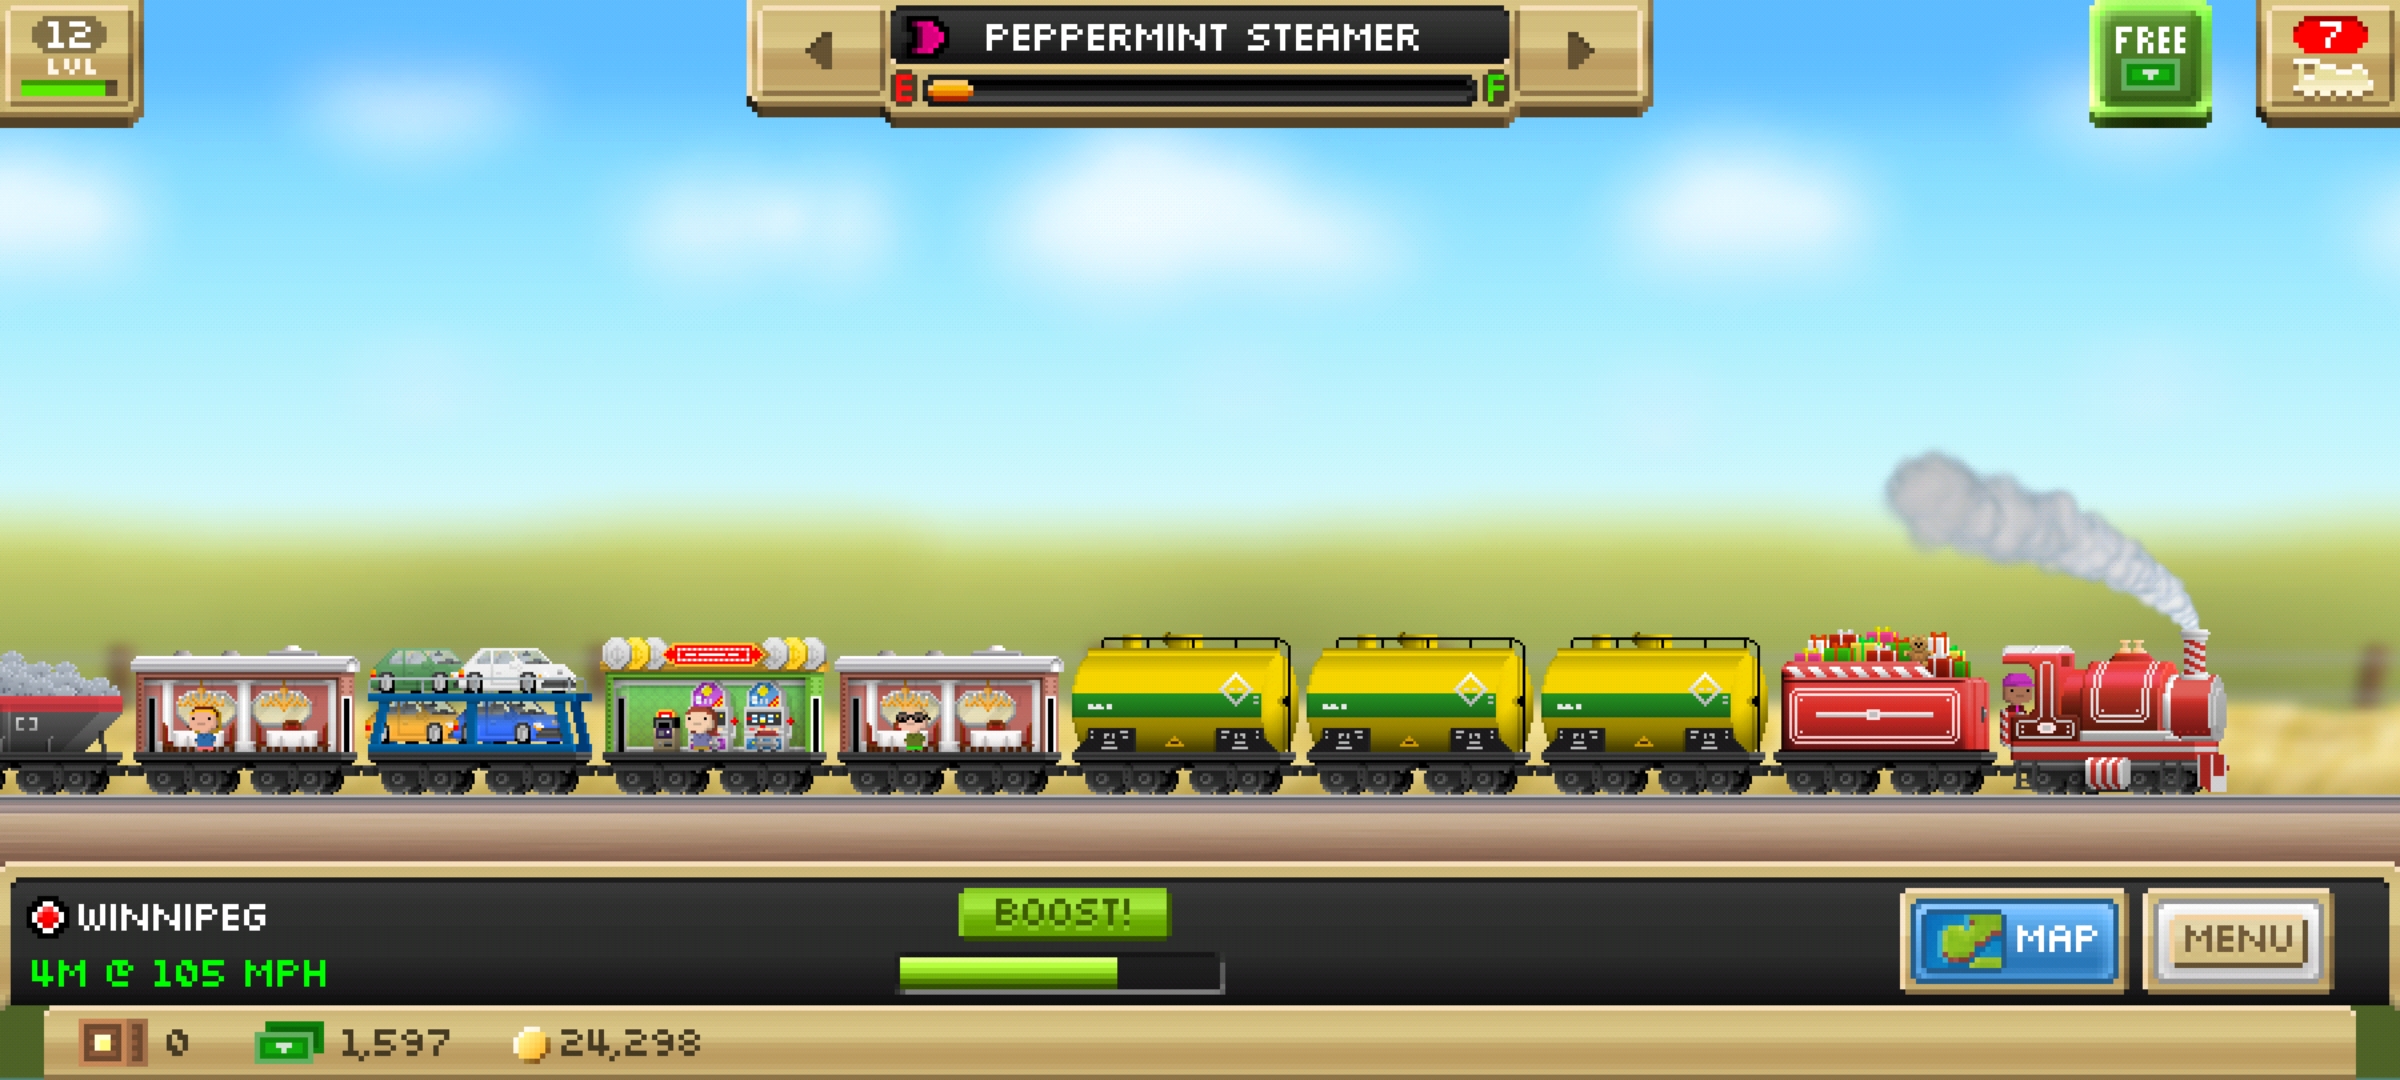 12
LVL
PEPPERMINT STEAMER
E
F
FREE
7
WINNIPEG
4M @ 105 MPH
BOOST!
MAP
MENU
0
1,597
24,298